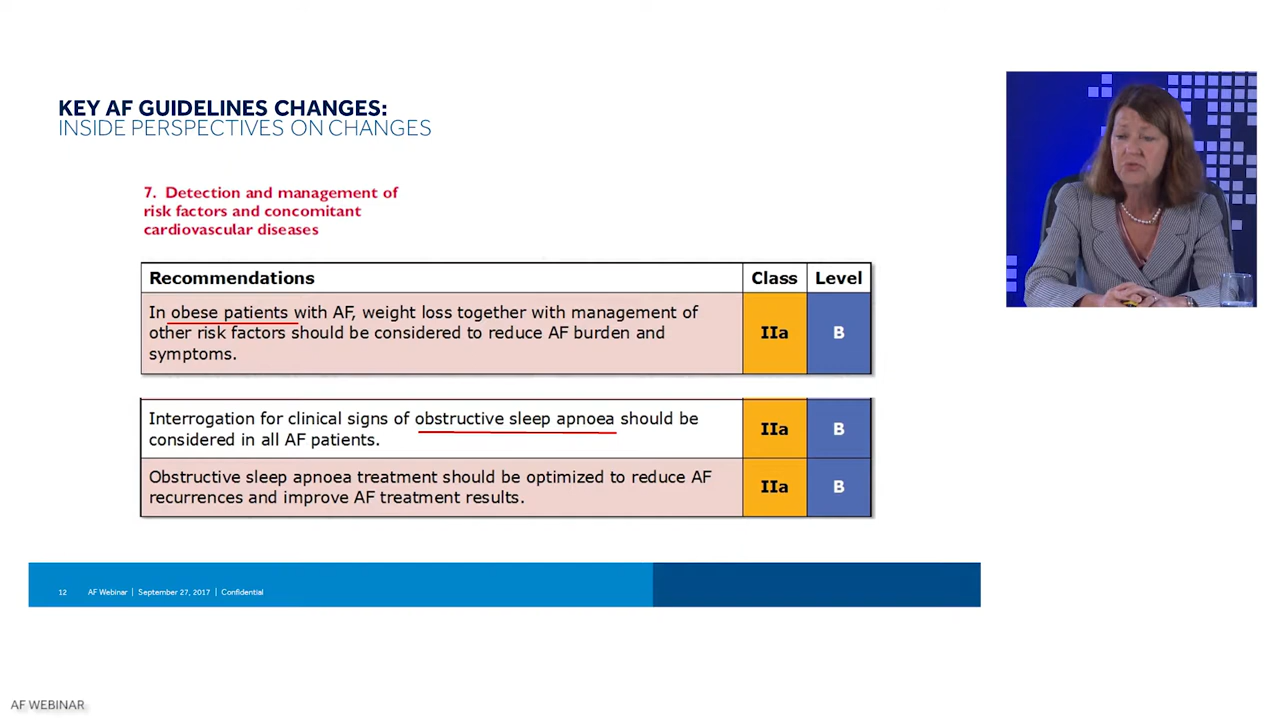 KEY AF GUIDELINES CHANGES:
INSIDE PERSPECTIVES ON CHANGES
7. Detection and management of
risk factors and concomitant
cardiovascular diseases
Recommendations Class Level
In obese patients with AF, weight loss together with management of
other risk factors should be considered to reduce AF burden and
symptoms.
IIa B
Interrogation for clinical signs of obstructive sleep apnoea should be
considered in all AF patients.
IIa B
Obstructive sleep apnoea treatment should be optimized to reduce AF
recurrences and improve AF treatment results.
IIa B
12 AF Webinar | September 27, 2017 | Confidential
AF WEBINAR